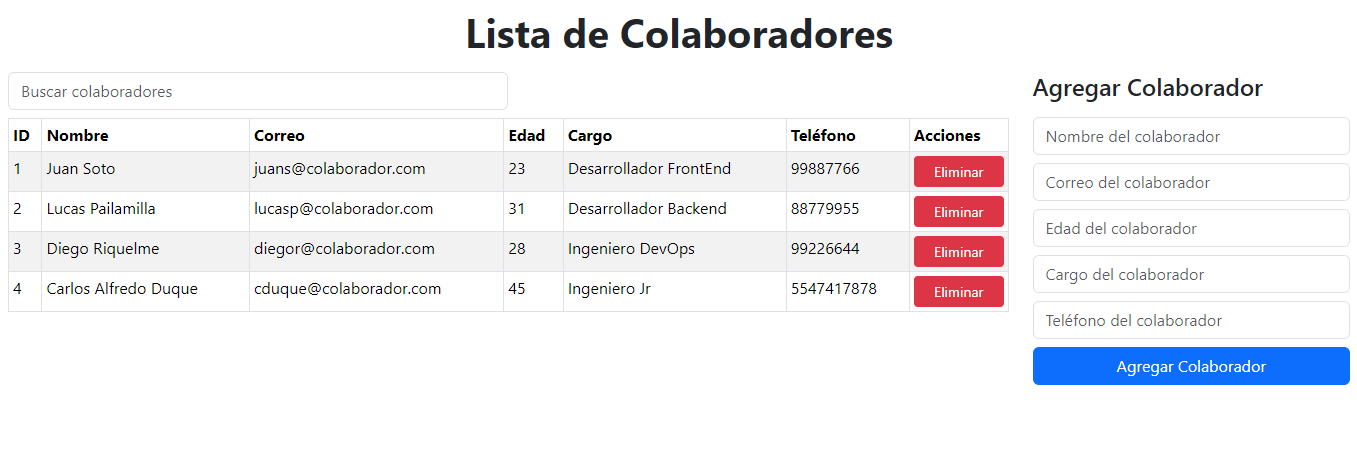 Lista de Colaboradores
Buscar colaboradores
ID Nombre Correo Edad Cargo Teléfono Acciones
1 Juan Soto juans@colaborador.com 23 Desarrollador FrontEnd 99887766 Eliminar
2 Lucas Pailamilla lucasp@colaborador.com 31 Desarrollador Backend 88779955 Eliminar
3 Diego Riquelme diegor@colaborador.com 28 Ingeniero DevOps 99226644 Eliminar
4 Carlos Alfredo Duque cduque@colaborador.com 45 Ingeniero Jr 5547417878 Eliminar
Agregar Colaborador
Nombre del colaborador
Correo del colaborador
Edad del colaborador
Cargo del colaborador
Teléfono del colaborador
Agregar Colaborador